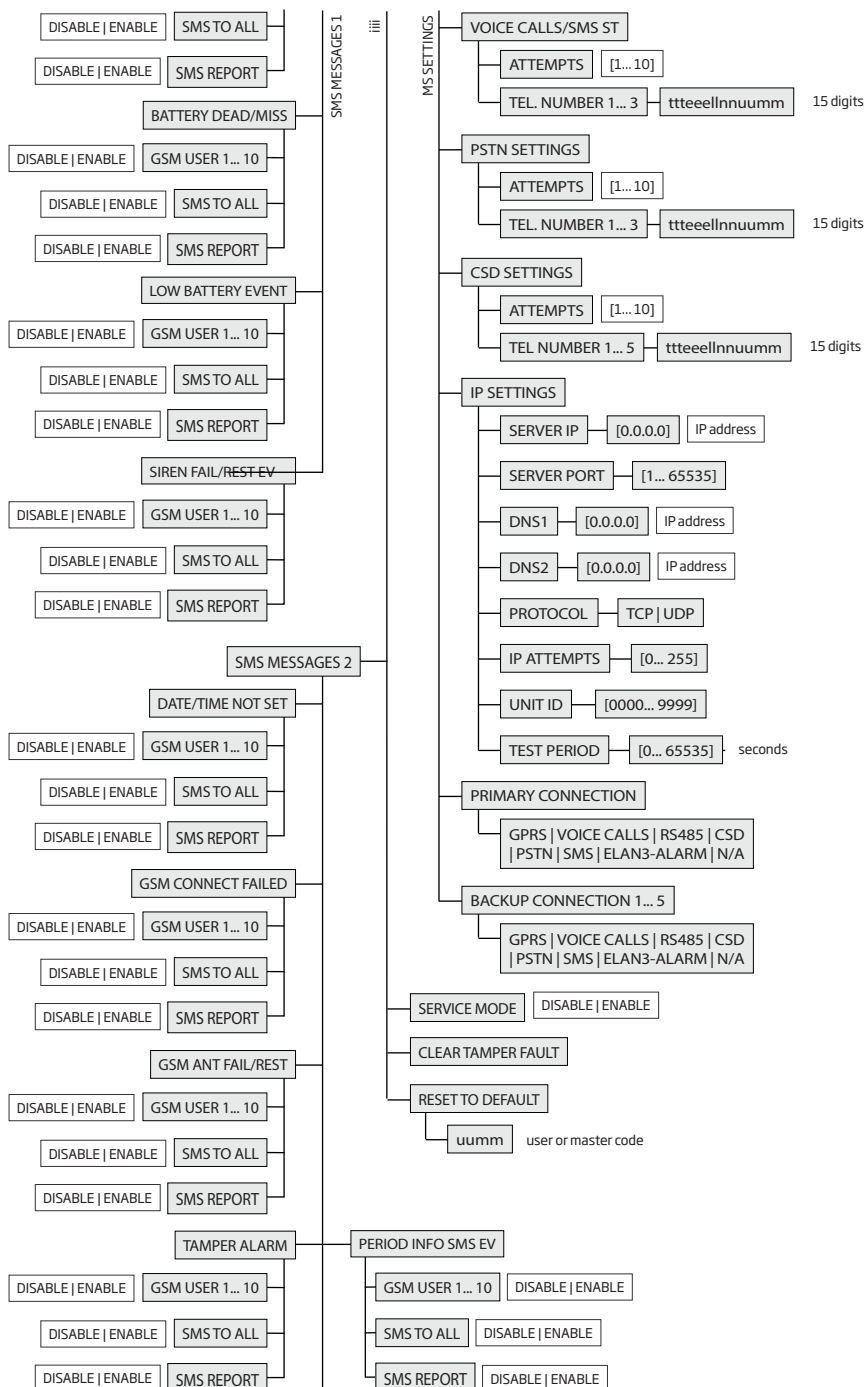 DISABLE | ENABLE SMS TO ALL
DISABLE | ENABLE SMS REPORT
BATTERY DEAD/MISS
DISABLE | ENABLE GSM USER 1... 10
DISABLE | ENABLE SMS TO ALL
DISABLE | ENABLE SMS REPORT
LOW BATTERY EVENT
DISABLE | ENABLE GSM USER 1... 10
DISABLE | ENABLE SMS TO ALL
DISABLE | ENABLE SMS REPORT
SIREN FAIL/REST EV
DISABLE | ENABLE GSM USER 1... 10
DISABLE | ENABLE SMS TO ALL
DISABLE | ENABLE SMS REPORT
SMS MESSAGES 1
iiii
SMS MESSAGES 2
DATE/TIME NOT SET
DISABLE | ENABLE GSM USER 1... 10
DISABLE | ENABLE SMS TO ALL
DISABLE | ENABLE SMS REPORT
GSM CONNECT FAILED
DISABLE | ENABLE GSM USER 1... 10
DISABLE | ENABLE SMS TO ALL
DISABLE | ENABLE SMS REPORT
GSM ANT FAIL/REST
DISABLE | ENABLE GSM USER 1... 10
DISABLE | ENABLE SMS TO ALL
DISABLE | ENABLE SMS REPORT
TAMPER ALARM
DISABLE | ENABLE GSM USER 1... 10
DISABLE | ENABLE SMS TO ALL
DISABLE | ENABLE SMS REPORT
MS SETTINGS
VOICE CALLS/SMS ST
ATTEMPTS [1... 10]
TEL. NUMBER 1... 3 ttteeellnnuumm 15 digits
PSTN SETTINGS
ATTEMPTS [1... 10]
TEL. NUMBER 1... 3 ttteeellnnuumm 15 digits
CSD SETTINGS
ATTEMPTS [1... 10]
TEL NUMBER 1... 5 ttteeellnnuumm 15 digits
IP SETTINGS
SERVER IP [0.0.0.0] IP address
SERVER PORT [1... 65535]
DNS1 [0.0.0.0] IP address
DNS2 [0.0.0.0] IP address
PROTOCOL TCP | UDP
IP ATTEMPTS [0... 255]
UNIT ID [0000... 9999]
TEST PERIOD [0... 65535] seconds
PRIMARY CONNECTION
GPRS | VOICE CALLS | RS485 | CSD
| PSTN | SMS | ELAN3-ALARM | N/A
BACKUP CONNECTION 1... 5
GPRS | VOICE CALLS | RS485 | CSD
| PSTN | SMS | ELAN3-ALARM | N/A
SERVICE MODE DISABLE | ENABLE
CLEAR TAMPER FAULT
RESET TO DEFAULT
uumm user or master code
PERIOD INFO SMS EV
GSM USER 1... 10 DISABLE | ENABLE
SMS TO ALL DISABLE | ENABLE
SMS REPORT DISABLE | ENABLE